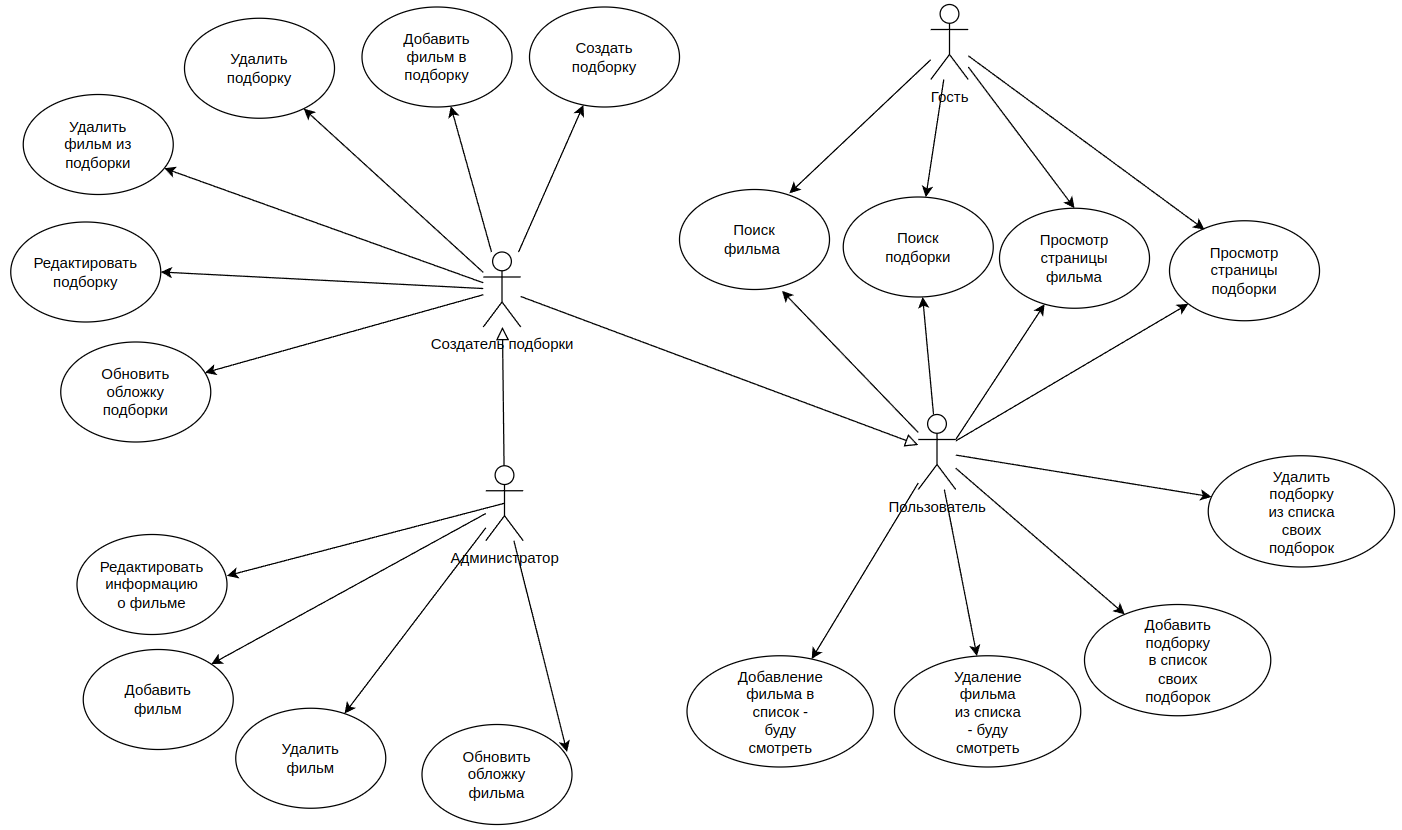 Удалить
подборку
Добавить
фильм в
подборку
Создать
подборку
Гость
Удалить
фильм из
подборки
Поиск
фильма
Поиск
подборки
Просмотр
страницы
фильма
Просмотр
страницы
подборки
Редактировать
подборку
Создатель подборки
Обновить
обложку
подборки
Пользователь
Удалить
подборку
из списка
своих
подборок
Администратор
Редактировать
информацию
о фильме
Добавить
фильм
Удалить
фильм
Обновить
обложку
фильма
Добавление
фильма в
список -
буду
смотреть
Удаление
фильма
из списка
- буду
смотреть
Добавить
подборку
в список
своих
подборок